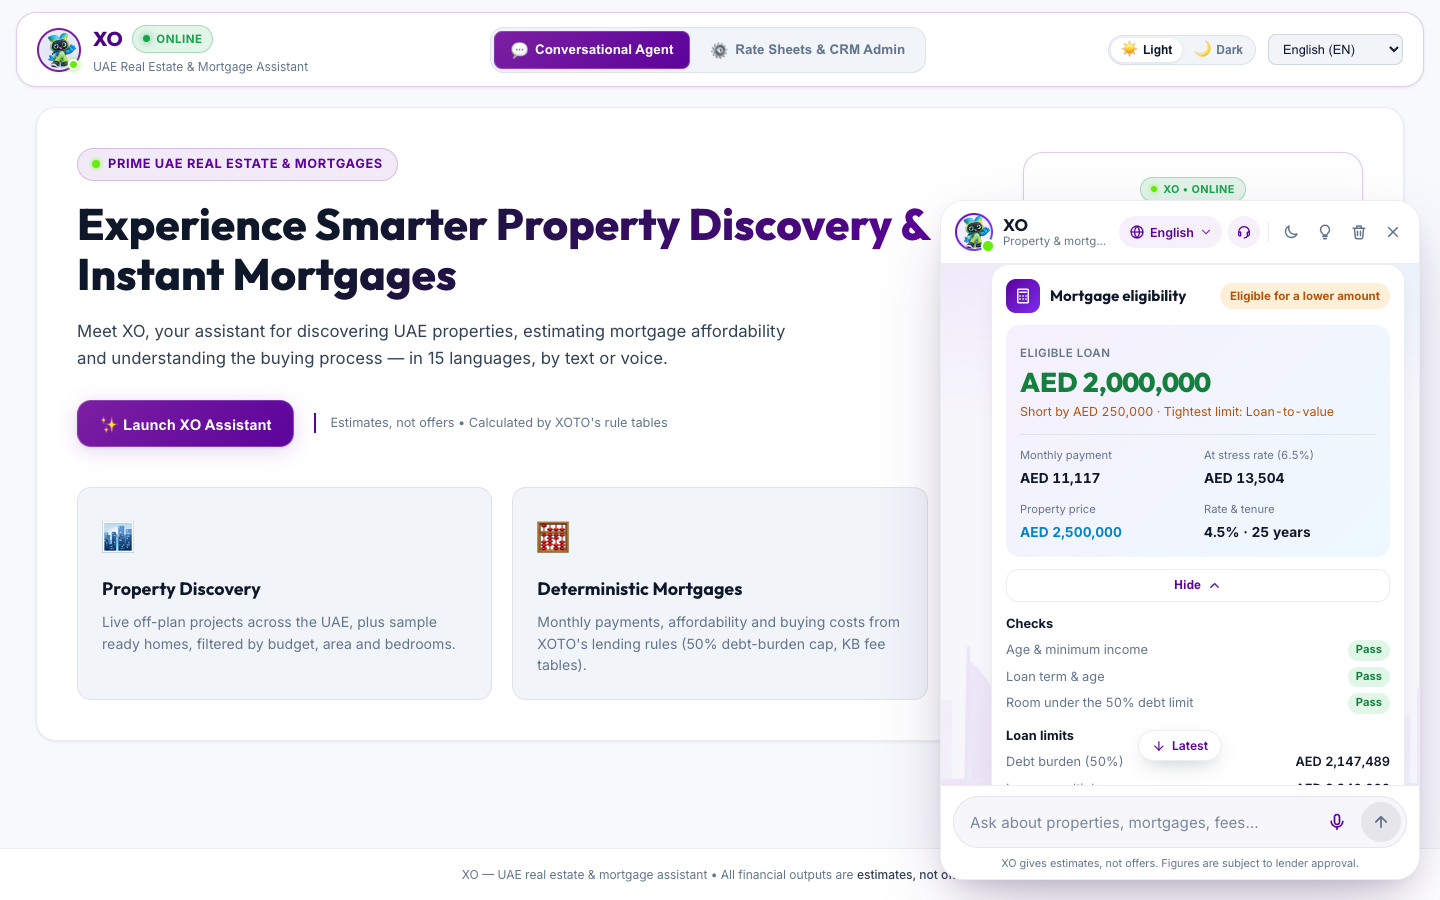 XO
ONLINE
UAE Real Estate & Mortgage Assistant
Conversational Agent
Rate Sheets & CRM Admin
Light
Dark
English (EN)
PRIME UAE REAL ESTATE & MORTGAGES
Experience Smarter Property Discovery &
Instant Mortgages
Meet XO, your assistant for discovering UAE properties, estimating mortgage affordability
and understanding the buying process — in 15 languages, by text or voice.
✨ Launch XO Assistant
Estimates, not offers • Calculated by XOTO's rule tables
Property Discovery
Live off-plan projects across the UAE, plus sample
ready homes, filtered by budget, area and bedrooms.
Deterministic Mortgages
Monthly payments, affordability and buying costs from
XOTO's lending rules (50% debt-burden cap, KB fee
tables).
XO • ONLINE
XO
Property & mortg...
English
Mortgage eligibility
Eligible for a lower amount
ELIGIBLE LOAN
AED 2,000,000
Short by AED 250,000 · Tightest limit: Loan-to-value
Monthly payment
AED 11,117
At stress rate (6.5%)
AED 13,504
Property price
AED 2,500,000
Rate & tenure
4.5% · 25 years
Hide
Checks
Age & minimum income
Pass
Loan term & age
Pass
Room under the 50% debt limit
Pass
Loan limits
Latest
Debt burden (50%)
AED 2,147,489
Ask about properties, mortgages, fees...
XO gives estimates, not offers. Figures are subject to lender approval.
XO — UAE real estate & mortgage assistant • All financial outputs are estimates, not